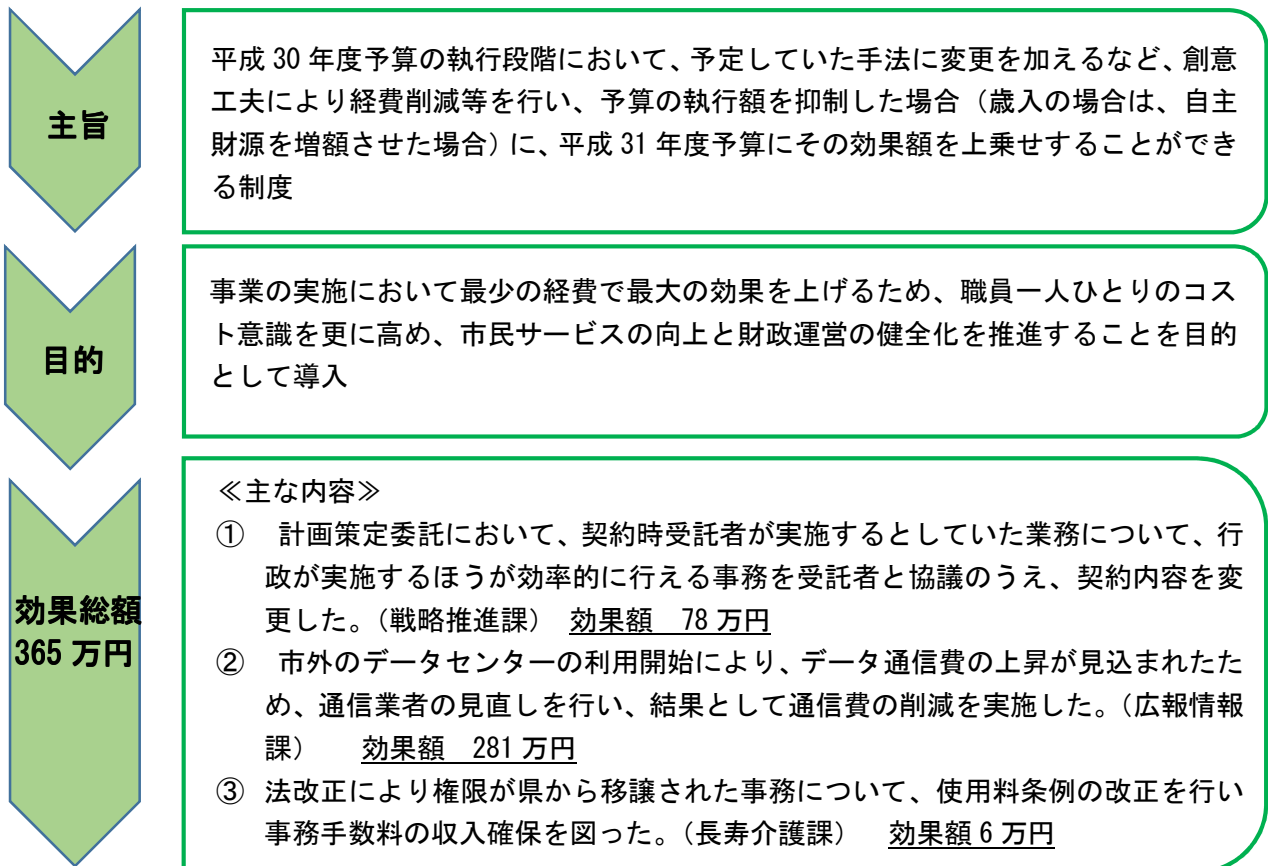 主旨
平成 30 年度予算の執行段階において、予定していた手法に変更を加えるなど、創意
工夫により経費削減等を行い、予算の執行額を抑制した場合（歳入の場合は、自主
財源を増額させた場合）に、平成 31 年度予算にその効果額を上乗せすることができ
る制度
目的
事業の実施において最少の経費で最大の効果を上げるため、職員一人ひとりのコス
ト意識を更に高め、市民サービスの向上と財政運営の健全化を推進することを目的
として導入
効果総額
365 万円
≪主な内容≫
①　計画策定委託において、契約時受託者が実施するとしていた業務について、行
政が実施するほうが効率的に行える事務を受託者と協議のうえ、契約内容を変
更した。（戦略推進課）　効果額　78 万円
②　市外のデータセンターの利用開始により、データ通信費の上昇が見込まれたた
め、通信業者の見直しを行い、結果として通信費の削減を実施した。（広報情報
課）　　効果額　281 万円
③　法改正により権限が県から移譲された事務について、使用料条例の改正を行い
事務手数料の収入確保を図った。（長寿介護課）　効果額 6 万円